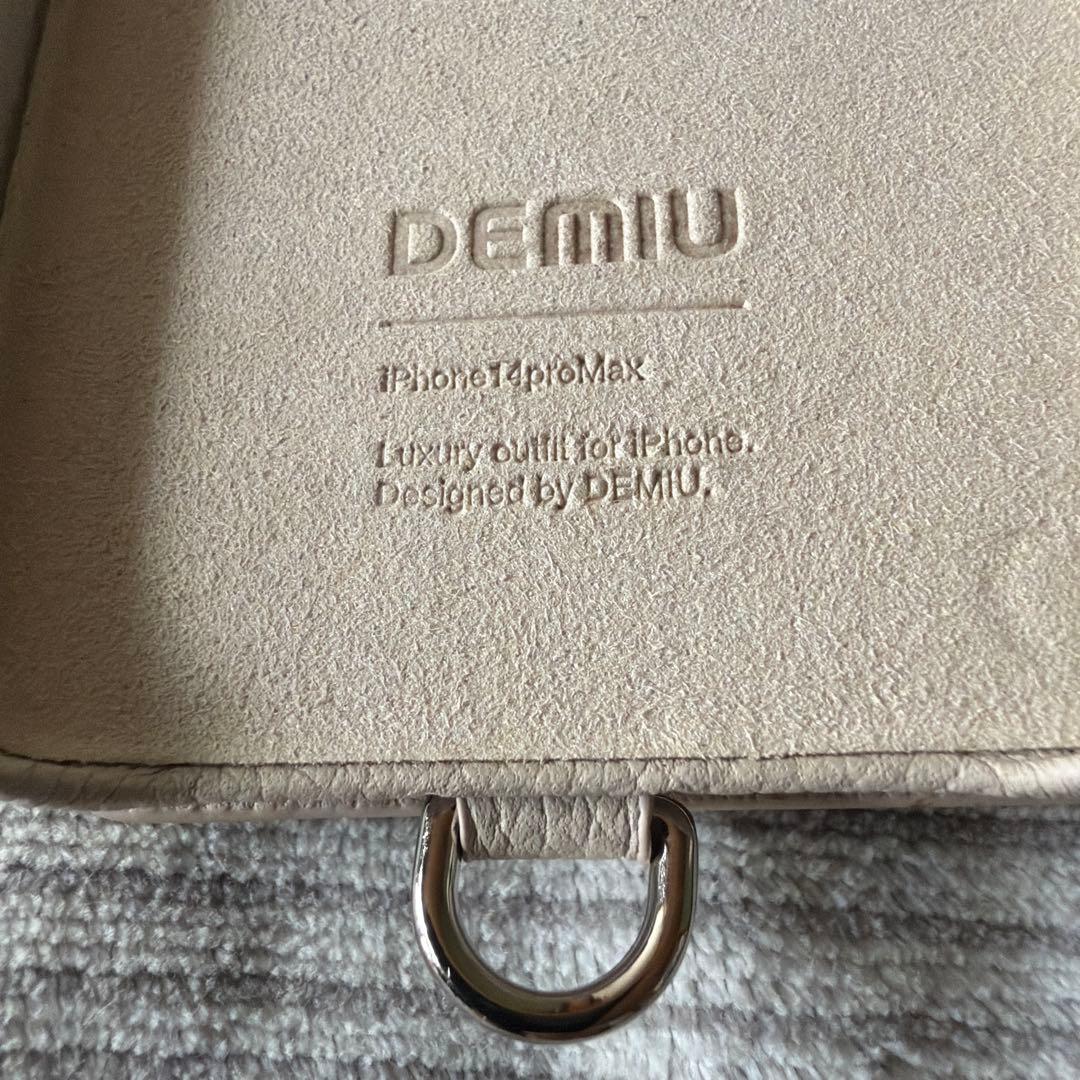 DEMIU
iPhone14proMax
Luxury outfit for iPhone.
Designed by DEMIU.